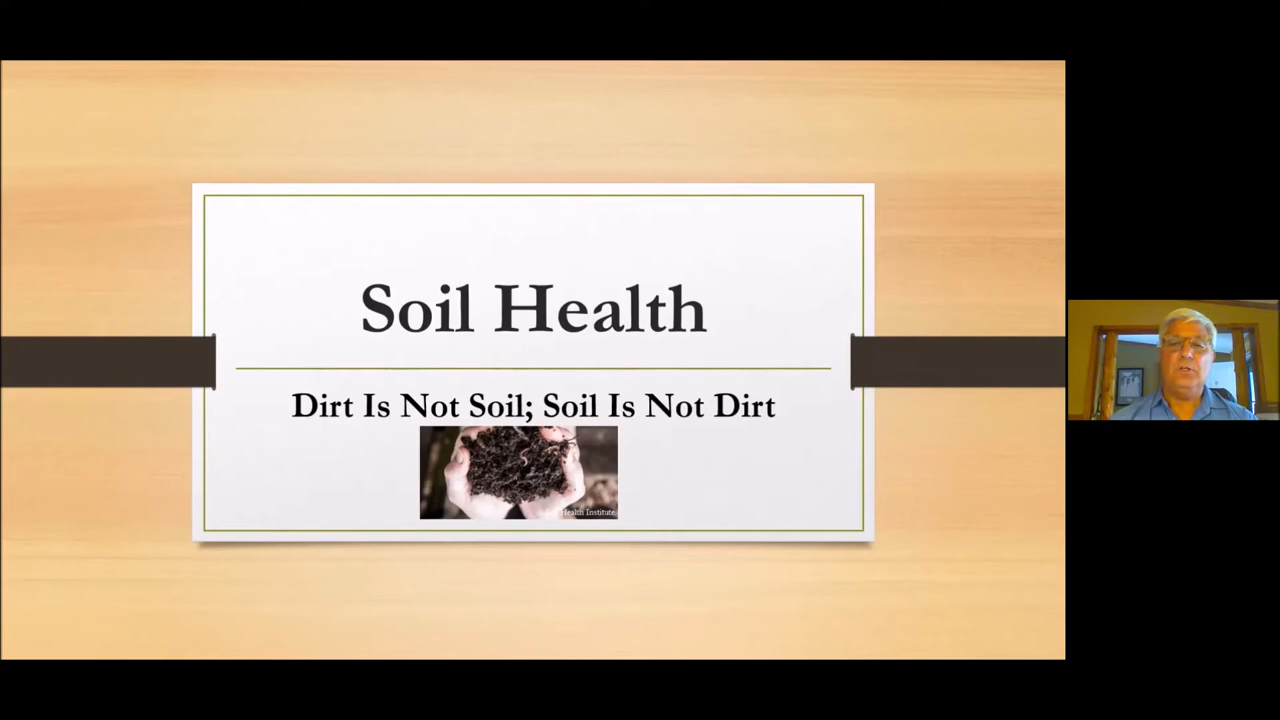 Soil Health
Dirt Is Not Soil; Soil Is Not Dirt
Health Institute